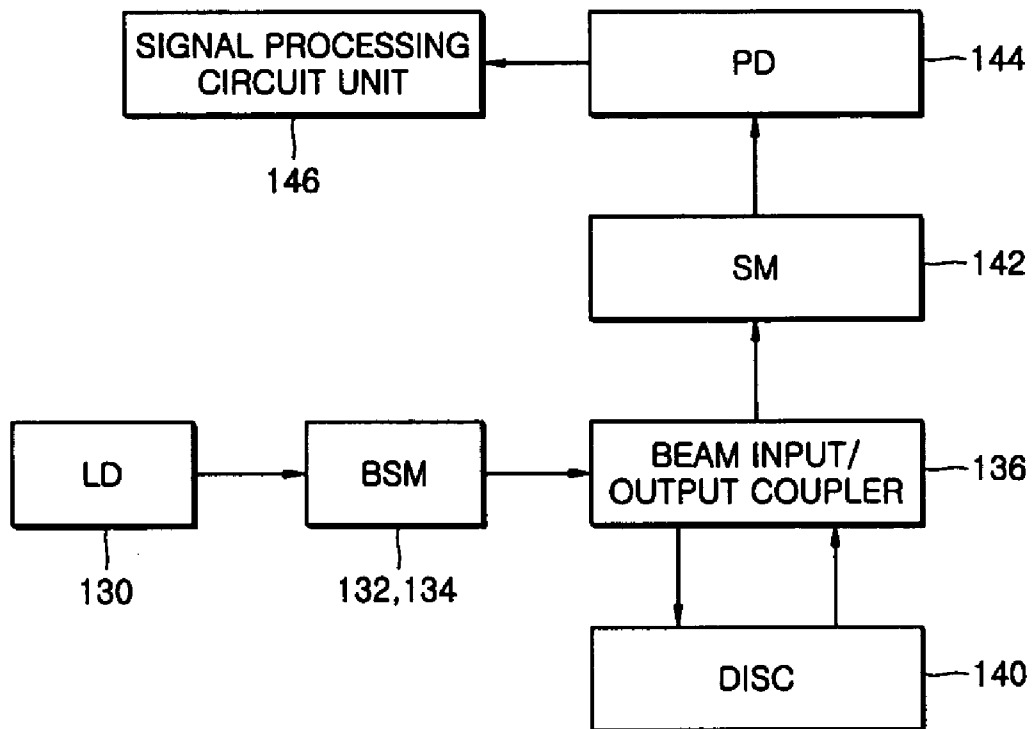 SIGNAL PROCESSING
CIRCUIT UNIT
146
PD
144
SM
142
LD
130
BSM
132,134
BEAM INPUT/
OUTPUT COUPLER
136
DISC
140